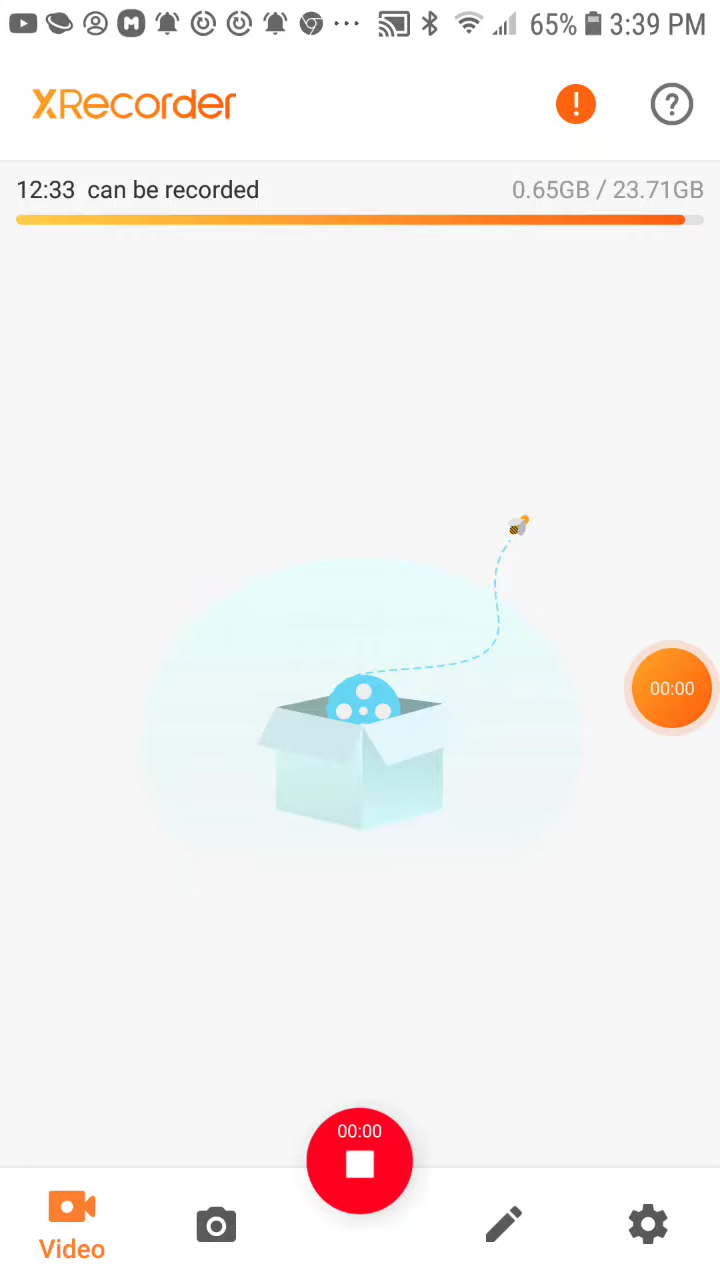 65% 3:39 PM
XRecorder
12:33 can be recorded 0.65GB / 23.71GB
00:00
00:00
Video